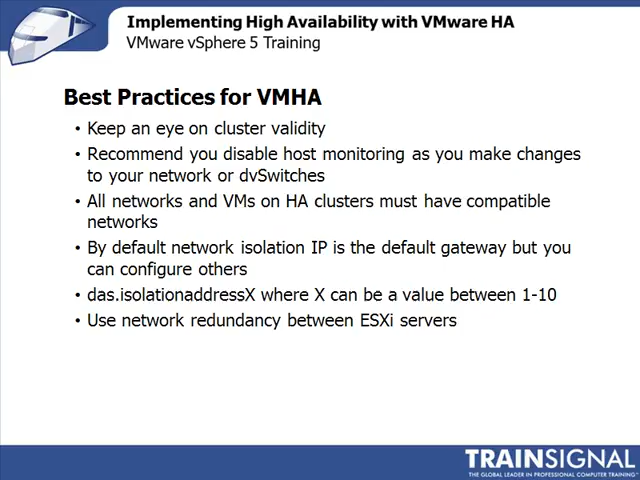 Implementing High Availability with VMware HA
VMware vSphere 5 Training
Best Practices for VMHA
• Keep an eye on cluster validity
• Recommend you disable host monitoring as you make changes
to your network or dvSwitches
• All networks and VMs on HA clusters must have compatible
networks
• By default network isolation IP is the default gateway but you
can configure others
• das.isolationaddressX where X can be a value between 1-10
• Use network redundancy between ESXi servers
TRAINSIGNAL
THE GLOBAL LEADER IN PROFESSIONAL COMPUTER TRAINING™